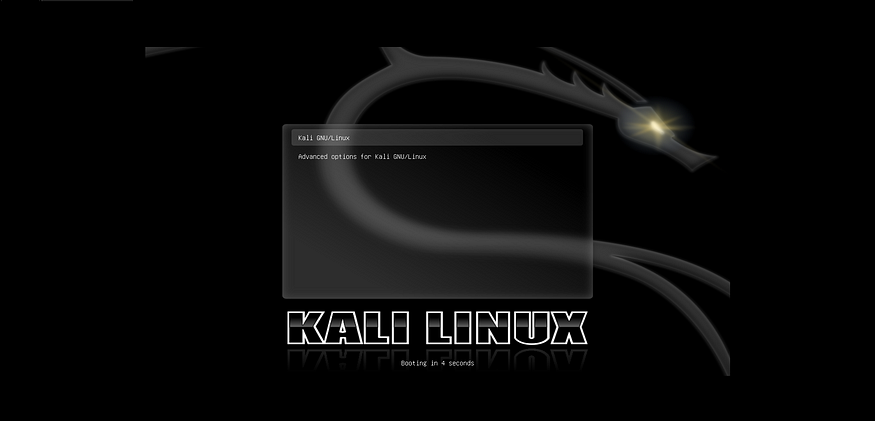 Kali GNU/Linux
Advanced options for Kali GNU/Linux
KALI LINUX
Booting in 4 seconds